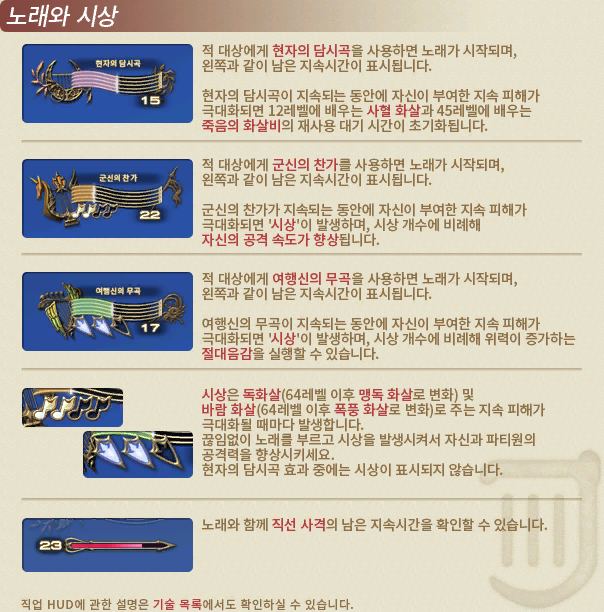 노래와 시상
현자의 담시곡
15
적 대상에게 현자의 담시곡을 사용하면 노래가 시작되며,
왼쪽과 같이 남은 지속시간이 표시됩니다.
현자의 담시곡이 지속되는 동안에 자신이 부여한 지속 피해가
극대화되면 12레벨에 배우는 사혈 화살과 45레벨에 배우는
죽음의 화살비의 재사용 대기 시간이 초기화됩니다.
군신의 찬가
22
적 대상에게 군신의 찬가를 사용하면 노래가 시작되며,
왼쪽과 같이 남은 지속시간이 표시됩니다.
군신의 찬가가 지속되는 동안에 자신이 부여한 지속 피해가
극대화되면 '시상'이 발생하며, 시상 개수에 비례해
자신의 공격 속도가 향상됩니다.
여행신의 무곡
17
적 대상에게 여행신의 무곡을 사용하면 노래가 시작되며,
왼쪽과 같이 남은 지속시간이 표시됩니다.
여행신의 무곡이 지속되는 동안에 자신이 부여한 지속 피해가
극대화되면 '시상'이 발생하며, 시상 개수에 비례해 위력이 증가하는
절대음감을 실행할 수 있습니다.
시상은 독화살(64레벨 이후 맹독 화살로 변화) 및
바람 화살(64레벨 이후 폭풍 화살로 변화)로 주는 지속 피해가
극대화될 때마다 발생합니다.
끊임없이 노래를 부르고 시상을 발생시켜서 자신과 파티원의
공격력을 향상시키세요.
현자의 담시곡 효과 중에는 시상이 표시되지 않습니다.
23
노래와 함께 직선 사격의 남은 지속시간을 확인할 수 있습니다.
직업 HUD에 관한 설명은 기술 목록에서도 확인하실 수 있습니다.